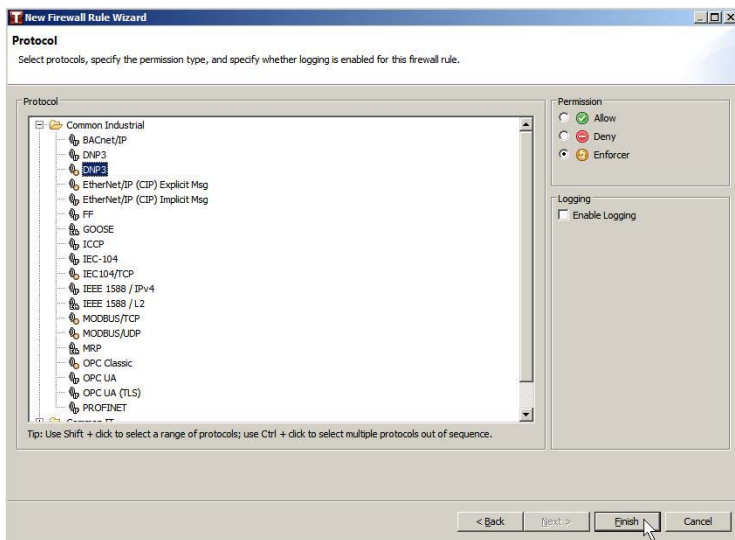 New Firewall Rule Wizard
Protocol
Select protocols, specify the permission type, and specify whether logging is enabled for this firewall rule.
Protocol
Common Industrial
BACnet/IP
DNP3
DNP3
EtherNet/IP (CIP) Explicit Msg
EtherNet/IP (CIP) Implicit Msg
FF
GOOSE
ICCP
IEC-104
IEC104/TCP
IEEE 1588 / IPv4
IEEE 1588 / L2
MODBUS/TCP
MODBUS/UDP
MRP
OPC Classic
OPC UA
OPC UA (TLS)
PROFINET
Common IT
Tip: Use Shift + click to select a range of protocols; use Ctrl + click to select multiple protocols out of sequence.
Permission
Allow
Deny
Enforcer
Logging
Enable Logging
< Back
Next >
Finish
Cancel